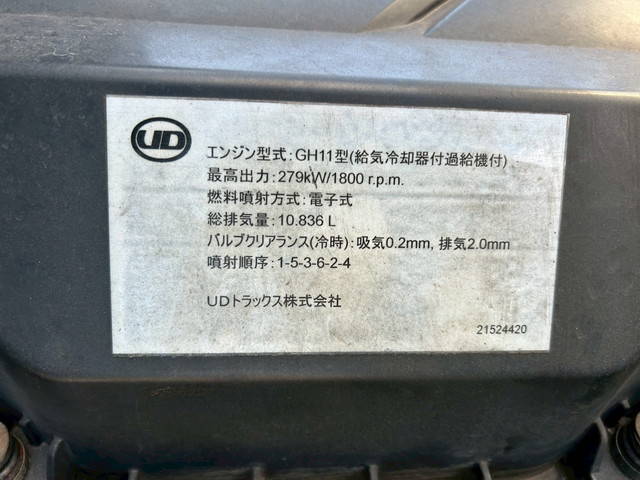 UD
エンジン型式：GH11型(給気冷却器付過給機付)
最高出力：279kW/1800 r.p.m.
燃料噴射方式：電子式
総排気量：10.836 L
バルブクリアランス(冷時)：吸気0.2mm, 排気2.0mm
噴射順序：1-5-3-6-2-4
UDトラックス株式会社
21524420